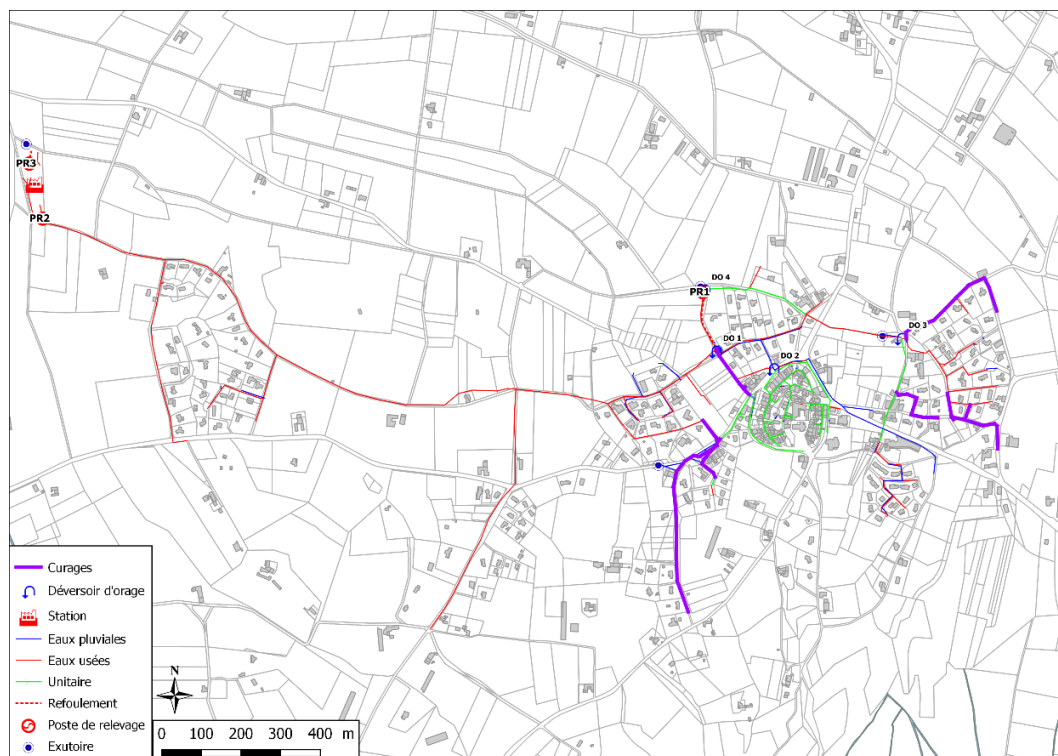 PR3
PR2
DO 4
PR1
DO 3
DO 1
DO 2
Curages
Déversoir d'orage
Station
Eaux pluviales
Eaux usées
Unitaire
Refoulement
Poste de relevage
Exutoire
N
0 100 200 300 400 m